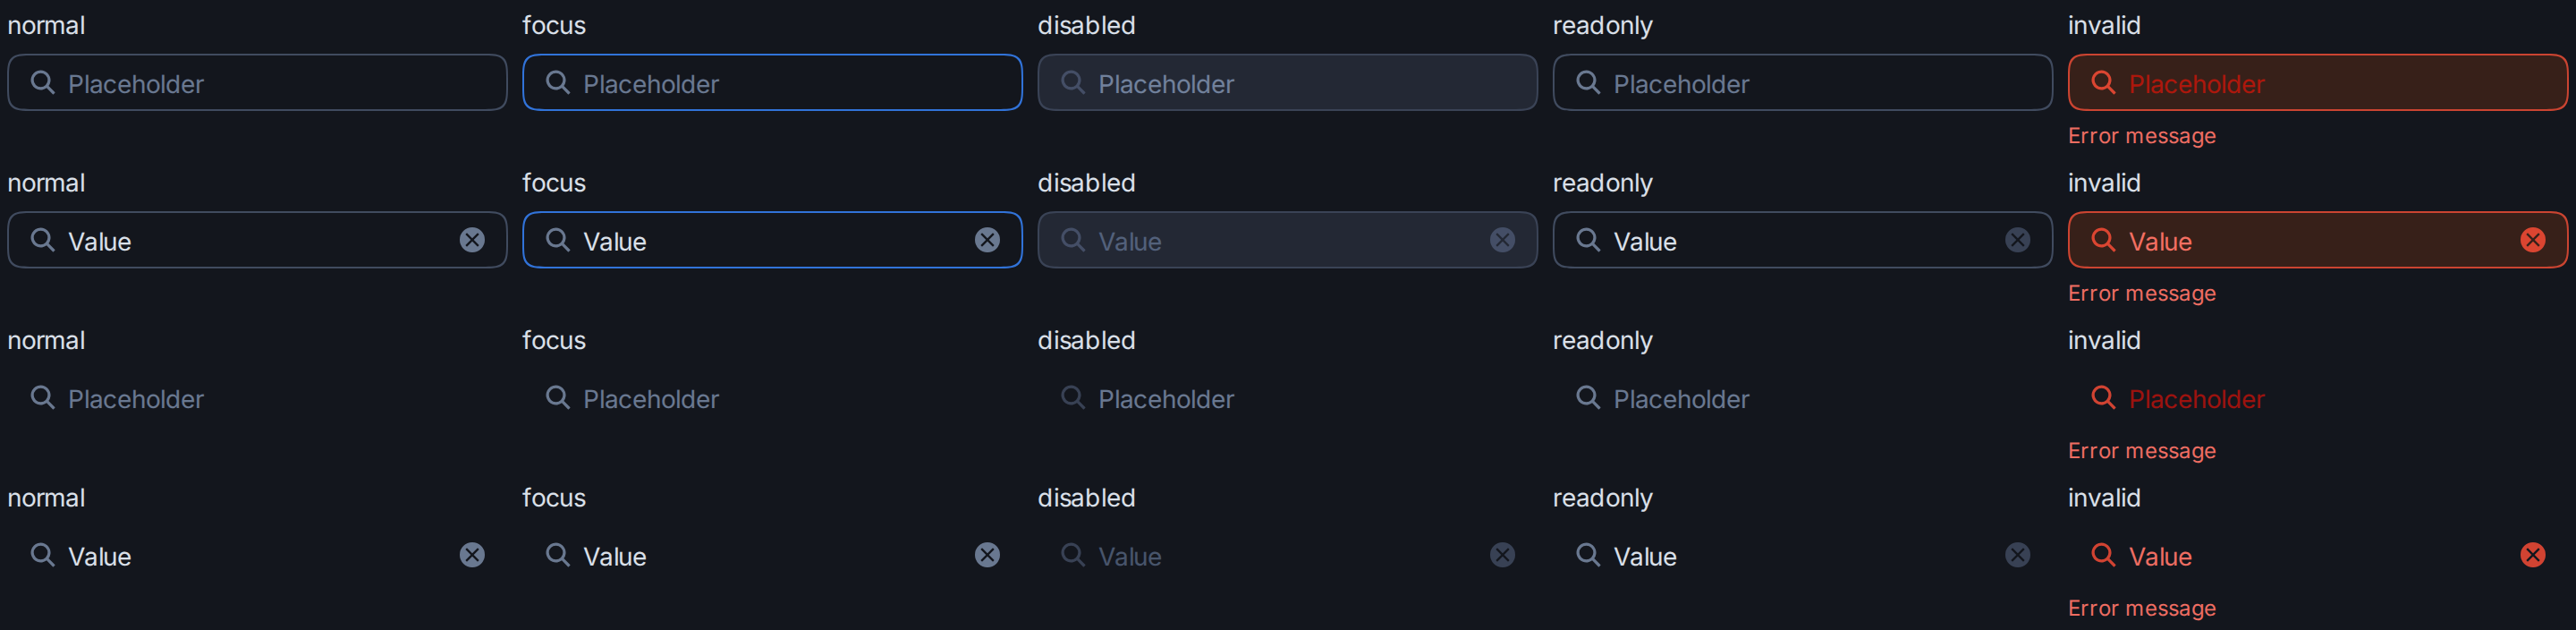 normal focus disabled readonly invalid
Placeholder Placeholder Placeholder Placeholder Placeholder
Error message
normal focus disabled readonly invalid
Value Value Value Value Value
Error message
normal focus disabled readonly invalid
Placeholder Placeholder Placeholder Placeholder Placeholder
Error message
normal focus disabled readonly invalid
Value Value Value Value Value
Error message